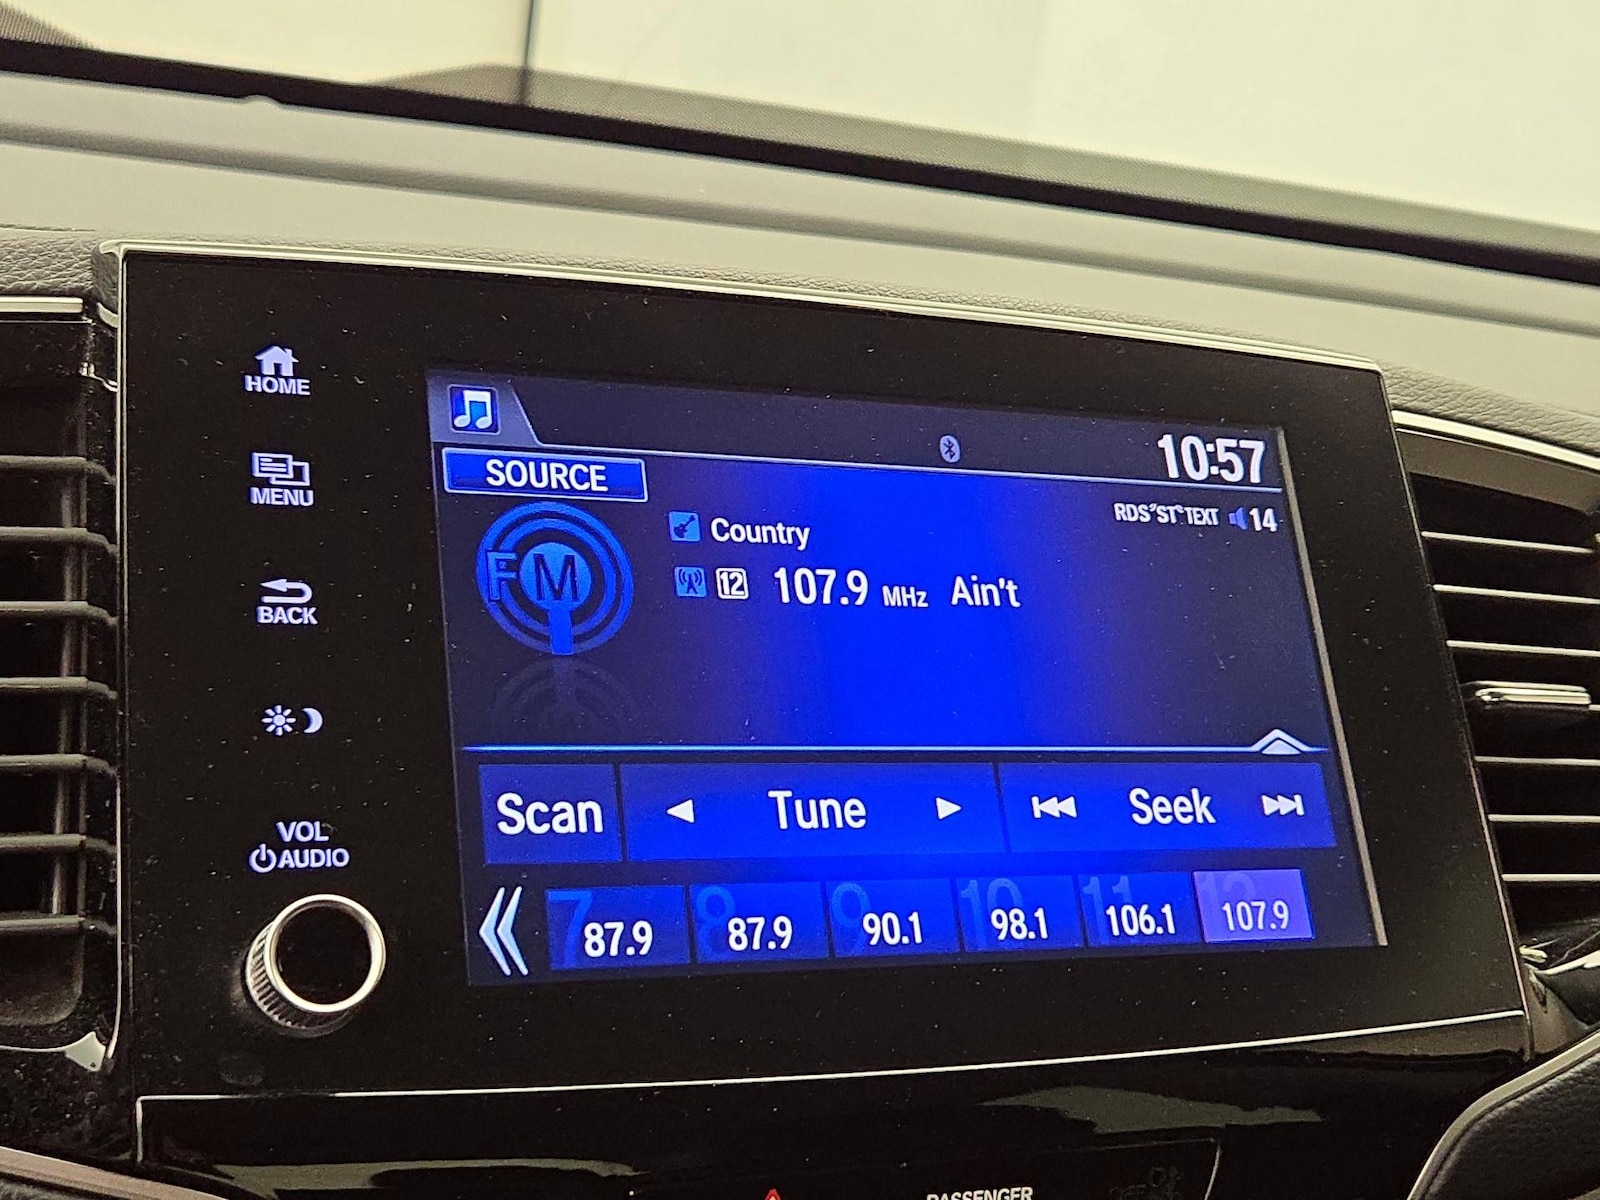 HOME
MENU
BACK
VOL
AUDIO
10:57
SOURCE
RDS ST TEXT 14
FM
Country
12 107.9 MHz Ain't
Scan Tune Seek
7 87.9
8 87.9
9 90.1
10 98.1
11 106.1
12 107.9
PASSENGER